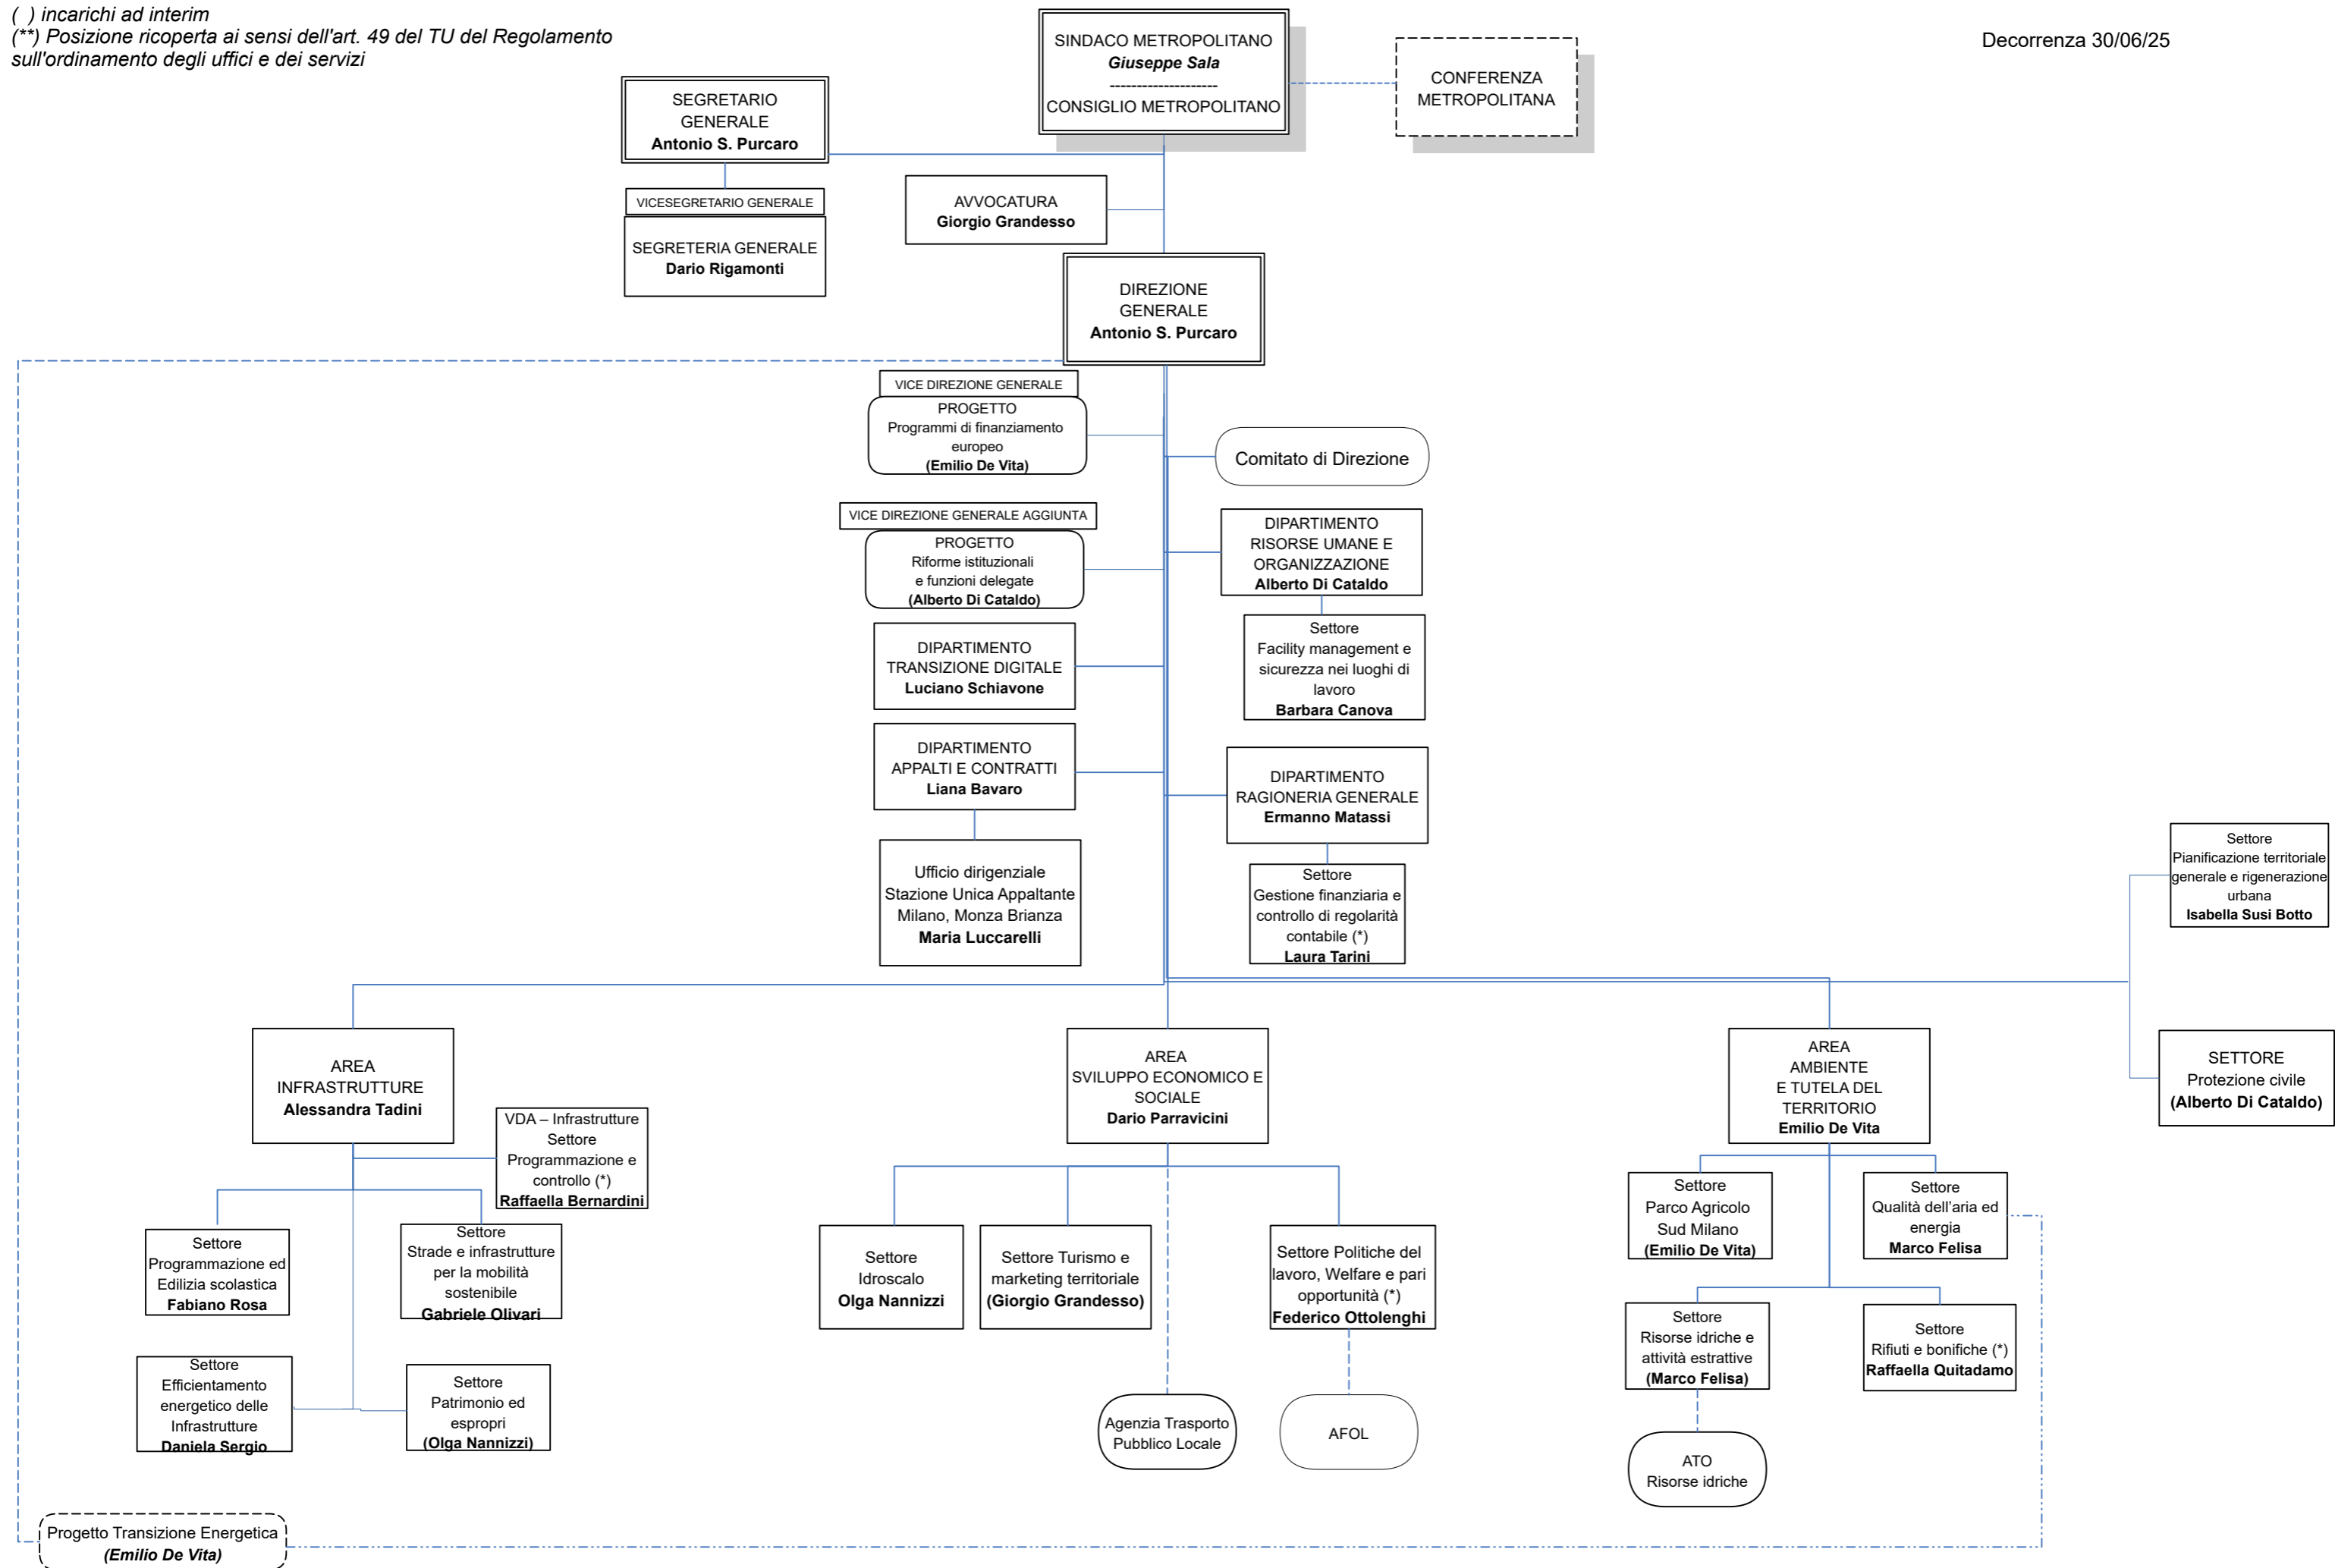 ( ) incarichi ad interim
(**) Posizione ricoperta ai sensi dell'art. 49 del TU del Regolamento
sull'ordinamento degli uffici e dei servizi
Decorrenza 30/06/25
SINDACO METROPOLITANO
Giuseppe Sala
--------------------
CONSIGLIO METROPOLITANO
CONFERENZA
METROPOLITANA
SEGRETARIO
GENERALE
Antonio S. Purcaro
VICESEGRETARIO GENERALE
SEGRETERIA GENERALE
Dario Rigamonti
AVVOCATURA
Giorgio Grandesso
DIREZIONE
GENERALE
Antonio S. Purcaro
VICE DIREZIONE GENERALE
PROGETTO
Programmi di finanziamento
europeo
(Emilio De Vita)
Comitato di Direzione
VICE DIREZIONE GENERALE AGGIUNTA
PROGETTO
Riforme istituzionali
e funzioni delegate
(Alberto Di Cataldo)
DIPARTIMENTO
RISORSE UMANE E
ORGANIZZAZIONE
Alberto Di Cataldo
Settore
Facility management e
sicurezza nei luoghi di
lavoro
Barbara Canova
DIPARTIMENTO
TRANSIZIONE DIGITALE
Luciano Schiavone
DIPARTIMENTO
APPALTI E CONTRATTI
Liana Bavaro
DIPARTIMENTO
RAGIONERIA GENERALE
Ermanno Matassi
Ufficio dirigenziale
Stazione Unica Appaltante
Milano, Monza Brianza
Maria Luccarelli
Settore
Gestione finanziaria e
controllo di regolarità
contabile (*)
Laura Tarini
Settore
Pianificazione territoriale
generale e rigenerazione
urbana
Isabella Susi Botto
SETTORE
Protezione civile
(Alberto Di Cataldo)
AREA
INFRASTRUTTURE
Alessandra Tadini
VDA – Infrastrutture
Settore
Programmazione e
controllo (*)
Raffaella Bernardini
Settore
Programmazione ed
Edilizia scolastica
Fabiano Rosa
Settore
Strade e infrastrutture
per la mobilità
sostenibile
Gabriele Olivari
Settore
Efficientamento
energetico delle
Infrastrutture
Daniela Sergio
Settore
Patrimonio ed
espropri
(Olga Nannizzi)
AREA
SVILUPPO ECONOMICO E
SOCIALE
Dario Parravicini
Settore
Idroscalo
Olga Nannizzi
Settore Turismo e
marketing territoriale
(Giorgio Grandesso)
Settore Politiche del
lavoro, Welfare e pari
opportunità (*)
Federico Ottolenghi
Agenzia Trasporto
Pubblico Locale
AFOL
AREA
AMBIENTE
E TUTELA DEL
TERRITORIO
Emilio De Vita
Settore
Parco Agricolo
Sud Milano
(Emilio De Vita)
Settore
Qualità dell’aria ed
energia
Marco Felisa
Settore
Risorse idriche e
attività estrattive
(Marco Felisa)
Settore
Rifiuti e bonifiche (*)
Raffaella Quitadamo
ATO
Risorse idriche
Progetto Transizione Energetica
(Emilio De Vita)